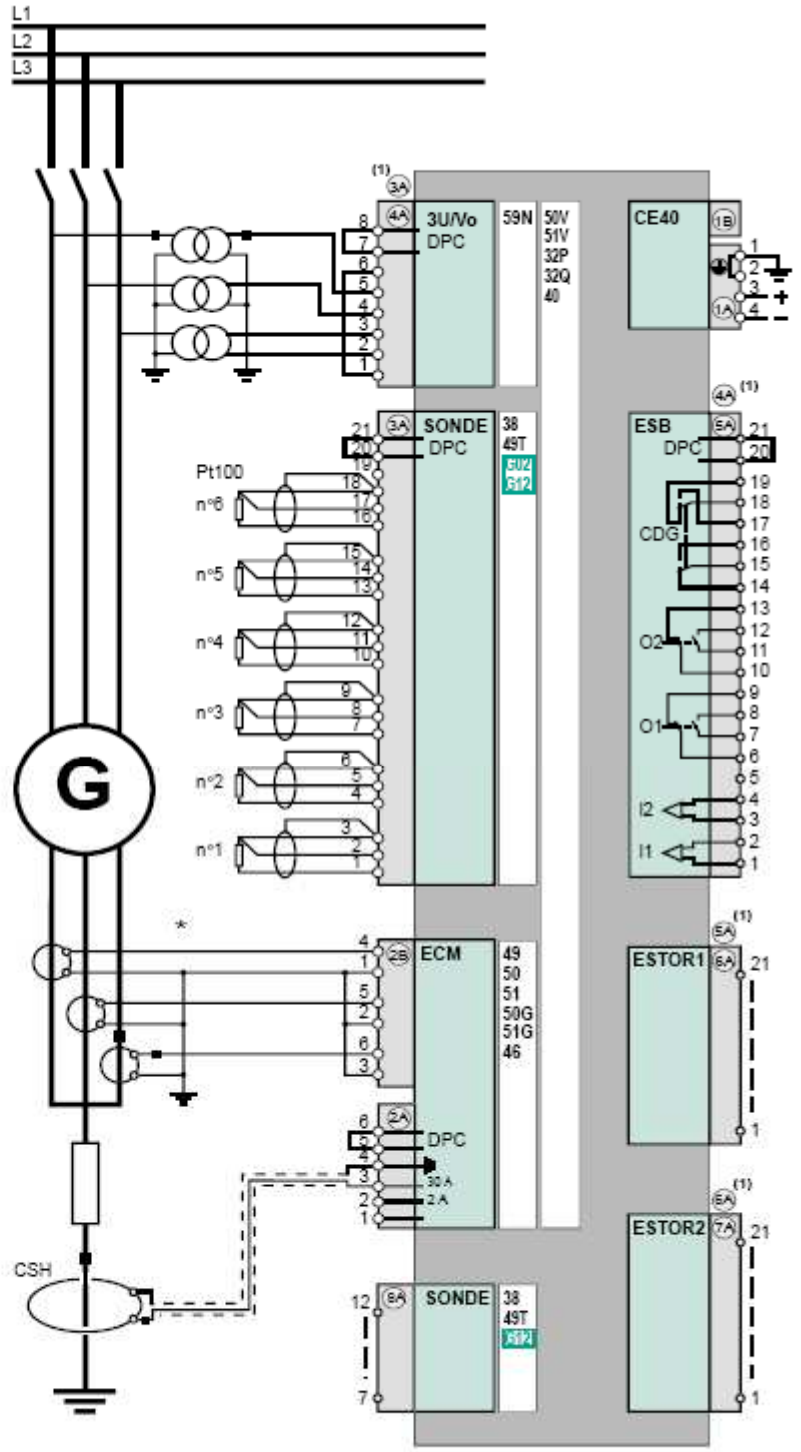 L1
L2
L3
(1)
3A
8 4A 3U/Vo 59N 50V CE40 1B
7 DPC 51V 1
6 32P 2
5 32Q 3 +
4 40 1A 4 –
3
2
1
4A (1)
21 3A SONDE 38 ESB 5A 21
20 DPC 49T DPC 20
19 G02 19
Pt100 18 G12 18
n°6 17 17
16 CDG 16
15 15
n°5 14 14
13 13
12 12
n°4 11 O2 11
10 10
9 9
n°3 8 8
7 O1 7
6 6
n°2 5 5
4 I2 4
3 3
n°1 2 I1 2
1 1
G
*
5A (1)
4 2B ECM 49 ESTOR1 6A 21
1 50
5 51
2 50G
6 51G
3 46
2A
6 1
5 DPC
4
3 30 A
2 2 A
1
6A (1)
ESTOR2 7A 21
CSH
12 SONDE 38
49T
G12
7 1